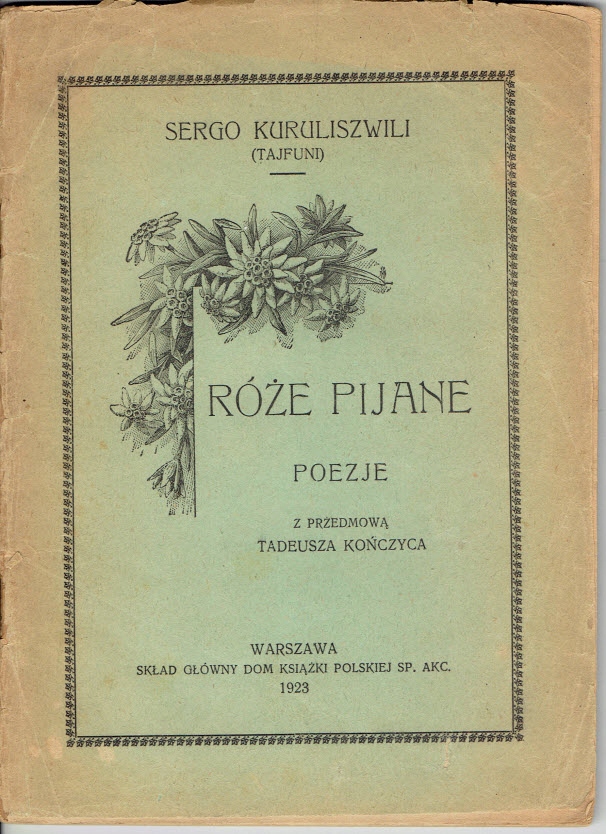 SERGO KURULISZWILI
(TAJFUNI)
RÓŻE PIJANE
POEZJE
Z PRZEDMOWĄ
TADEUSZA KOŃCZYCA
WARSZAWA
SKŁAD GŁÓWNY DOM KSIĄŻKI POLSKIEJ SP. AKC.
1923